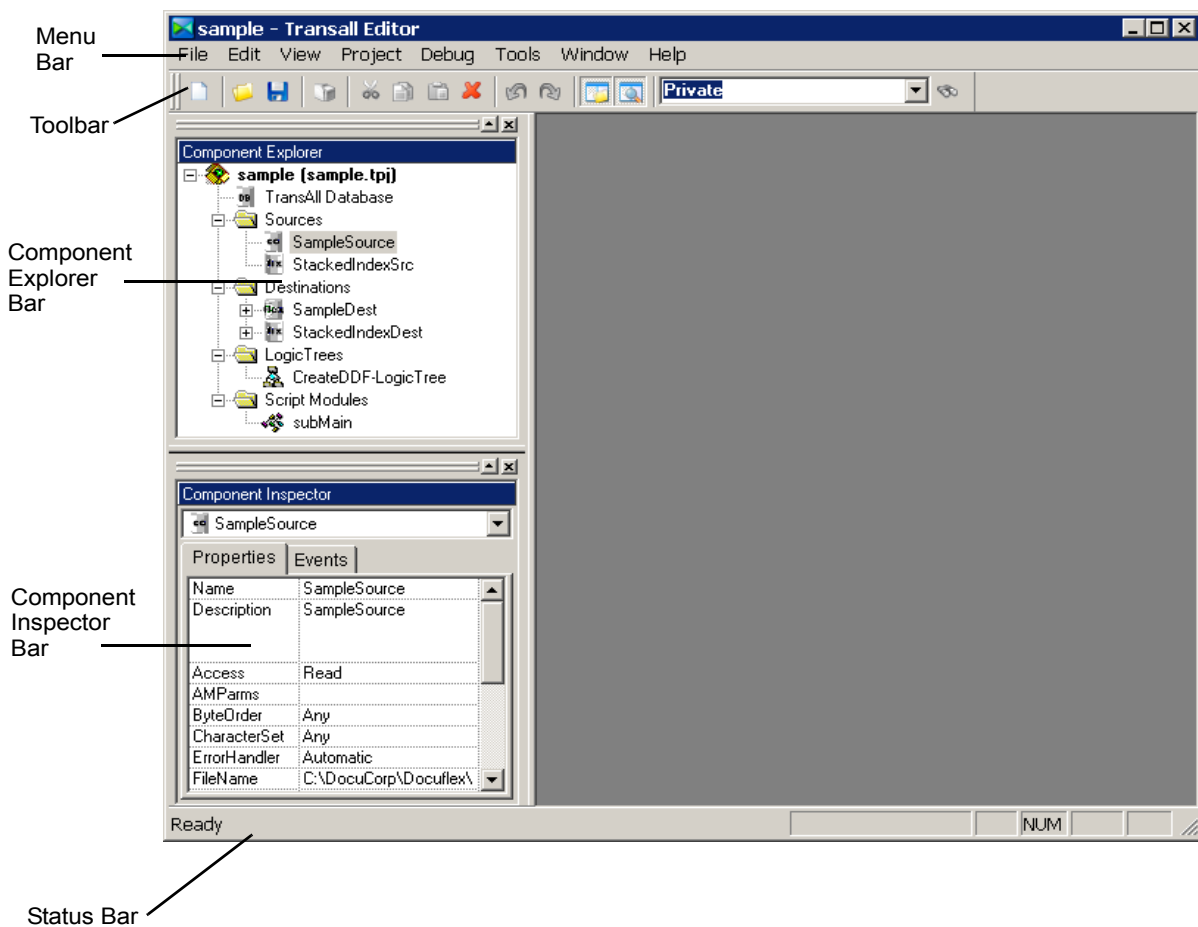 sample - Transall Editor
Menu
Bar
File Edit View Project Debug Tools Window Help
Private
Toolbar
Component Explorer
sample (sample.tpj)
TransAll Database
Sources
SampleSource
StackedIndexSrc
Destinations
SampleDest
StackedIndexDest
LogicTrees
CreateDDF-LogicTree
Script Modules
subMain
Component
Explorer
Bar
Component Inspector
SampleSource
Properties Events
Name SampleSource
Description SampleSource
Access Read
AMParms
ByteOrder Any
CharacterSet Any
ErrorHandler Automatic
FileName C:\DocuCorp\Docuflex\
Component
Inspector
Bar
Ready NUM
Status Bar